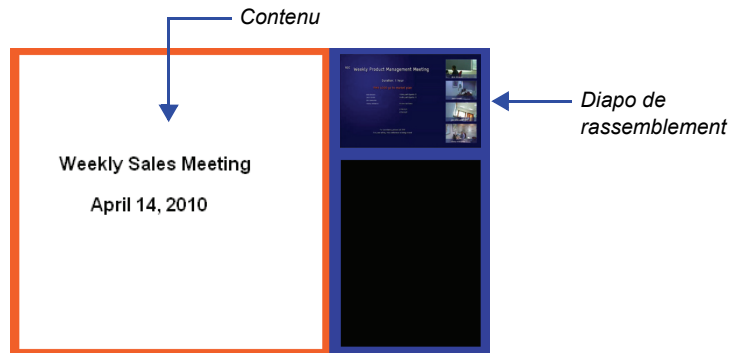 Contenu
Weekly Sales Meeting
April 14, 2010
Weekly Product Management Meeting
Diapo de
rassemblement